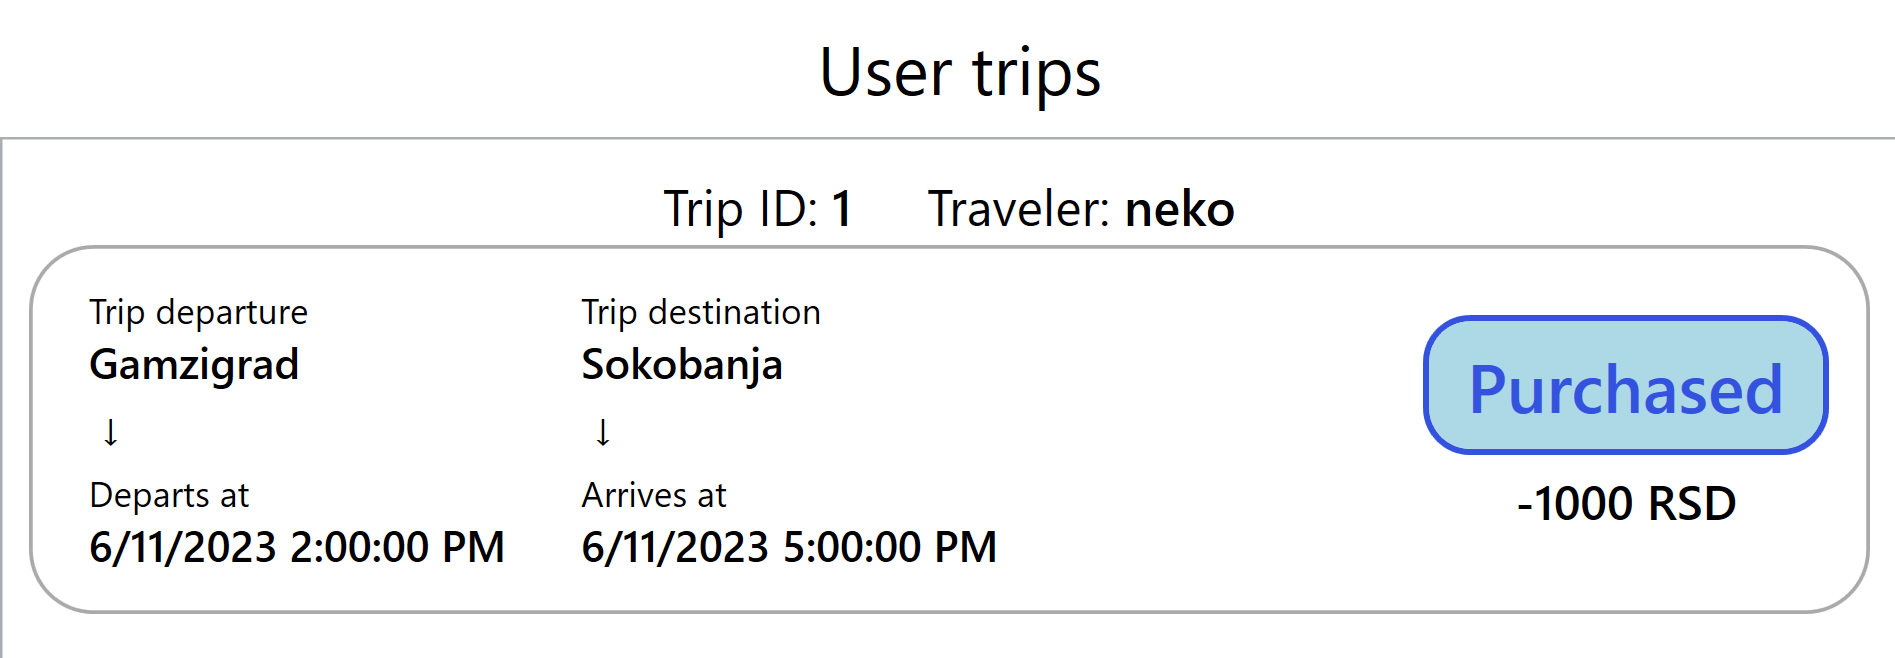 User trips
Trip ID: 1 Traveler: neko
Trip departure
Gamzigrad
↓
Departs at
6/11/2023 2:00:00 PM
Trip destination
Sokobanja
↓
Arrives at
6/11/2023 5:00:00 PM
Purchased
-1000 RSD